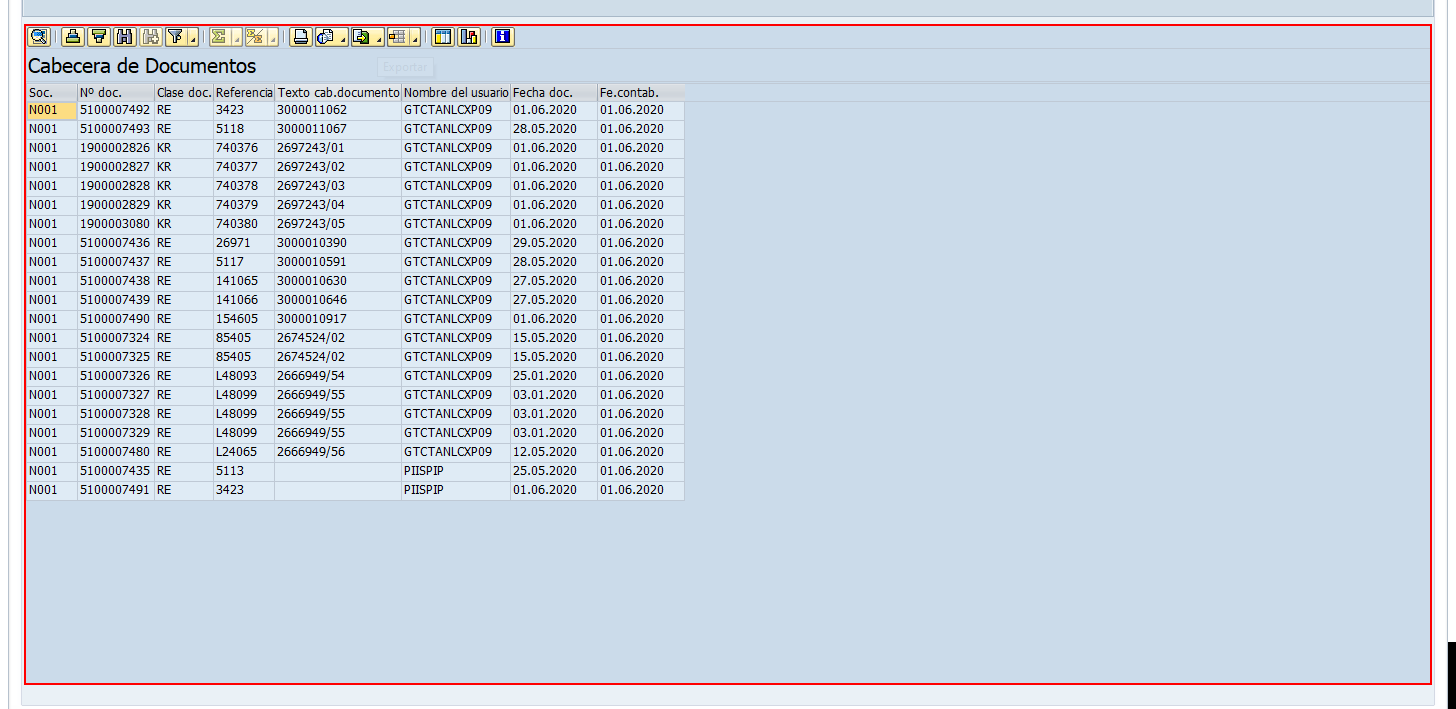 Cabecera de Documentos
Exportar
Soc. Nº doc. Clase doc. Referencia Texto cab.documento Nombre del usuario Fecha doc. Fe.contab.
N001 5100007492 RE 3423 3000011062 GTCTANLCXP09 01.06.2020 01.06.2020
N001 5100007493 RE 5118 3000011067 GTCTANLCXP09 28.05.2020 01.06.2020
N001 1900002826 KR 740376 2697243/01 GTCTANLCXP09 01.06.2020 01.06.2020
N001 1900002827 KR 740377 2697243/02 GTCTANLCXP09 01.06.2020 01.06.2020
N001 1900002828 KR 740378 2697243/03 GTCTANLCXP09 01.06.2020 01.06.2020
N001 1900002829 KR 740379 2697243/04 GTCTANLCXP09 01.06.2020 01.06.2020
N001 1900003080 KR 740380 2697243/05 GTCTANLCXP09 01.06.2020 01.06.2020
N001 5100007436 RE 26971 3000010390 GTCTANLCXP09 29.05.2020 01.06.2020
N001 5100007437 RE 5117 3000010591 GTCTANLCXP09 28.05.2020 01.06.2020
N001 5100007438 RE 141065 3000010630 GTCTANLCXP09 27.05.2020 01.06.2020
N001 5100007439 RE 141066 3000010646 GTCTANLCXP09 27.05.2020 01.06.2020
N001 5100007490 RE 154605 3000010917 GTCTANLCXP09 01.06.2020 01.06.2020
N001 5100007324 RE 85405 2674524/02 GTCTANLCXP09 15.05.2020 01.06.2020
N001 5100007325 RE 85405 2674524/02 GTCTANLCXP09 15.05.2020 01.06.2020
N001 5100007326 RE L48093 2666949/54 GTCTANLCXP09 25.01.2020 01.06.2020
N001 5100007327 RE L48099 2666949/55 GTCTANLCXP09 03.01.2020 01.06.2020
N001 5100007328 RE L48099 2666949/55 GTCTANLCXP09 03.01.2020 01.06.2020
N001 5100007329 RE L48099 2666949/55 GTCTANLCXP09 03.01.2020 01.06.2020
N001 5100007480 RE L24065 2666949/56 GTCTANLCXP09 12.05.2020 01.06.2020
N001 5100007435 RE 5113 PIISPIP 25.05.2020 01.06.2020
N001 5100007491 RE 3423 PIISPIP 01.06.2020 01.06.2020